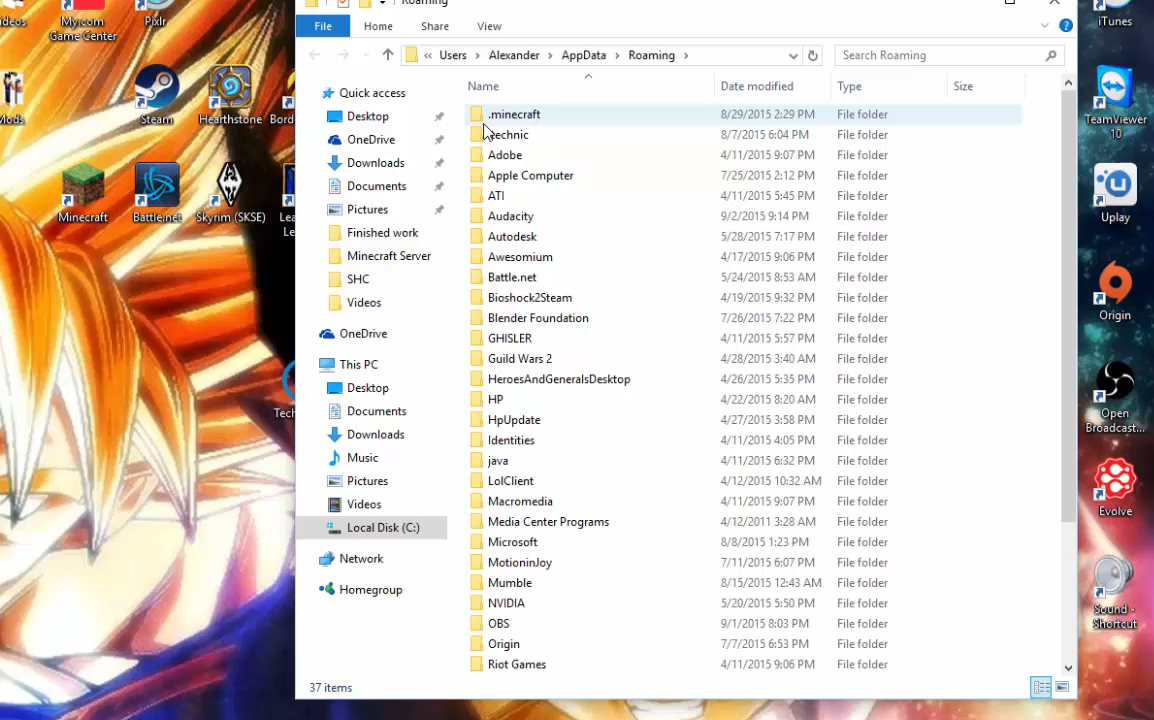 Roaming
File Home Share View
« Users Alexander AppData Roaming
Search Roaming
Name Date modified Type Size
Quick access
Desktop
OneDrive
Downloads
Documents
Pictures
Finished work
Minecraft Server
SHC
Videos
OneDrive
This PC
Desktop
Documents
Downloads
Music
Pictures
Videos
Local Disk (C:)
Network
Homegroup
.minecraft 8/29/2015 2:29 PM File folder
8/7/2015 6:04 PM File folder
Adobe 4/11/2015 9:07 PM File folder
Apple Computer 7/25/2015 2:12 PM File folder
ATI 4/11/2015 5:45 PM File folder
Audacity 9/2/2015 9:14 PM File folder
Autodesk 5/28/2015 7:17 PM File folder
Awesomium 4/17/2015 9:06 PM File folder
Battle.net 5/24/2015 8:53 AM File folder
Bioshock2Steam 4/19/2015 9:32 PM File folder
Blender Foundation 7/26/2015 7:22 PM File folder
GHISLER 4/11/2015 5:57 PM File folder
Guild Wars 2 4/28/2015 3:40 AM File folder
HeroesAndGeneralsDesktop 4/26/2015 5:35 PM File folder
HP 4/22/2015 8:20 AM File folder
HpUpdate 4/27/2015 3:58 PM File folder
Identities 4/11/2015 4:05 PM File folder
java 4/11/2015 6:32 PM File folder
LolClient 4/12/2015 10:32 AM File folder
Macromedia 4/11/2015 9:07 PM File folder
Media Center Programs 4/12/2011 3:28 AM File folder
Microsoft 8/8/2015 1:23 PM File folder
MotioninJoy 7/11/2015 6:07 PM File folder
Mumble 8/15/2015 12:43 AM File folder
NVIDIA 5/20/2015 5:50 PM File folder
OBS 9/1/2015 8:03 PM File folder
Origin 7/7/2015 6:53 PM File folder
Riot Games 4/11/2015 9:06 PM File folder
37 items
My.com
Game Center
Pixlr
Steam
Hearthstone
Minecraft
Battle.net
Skyrim (SKSE)
iTunes
TeamViewer
10
Uplay
Origin
Open
Broadcast...
Evolve
Sound -
Shortcut